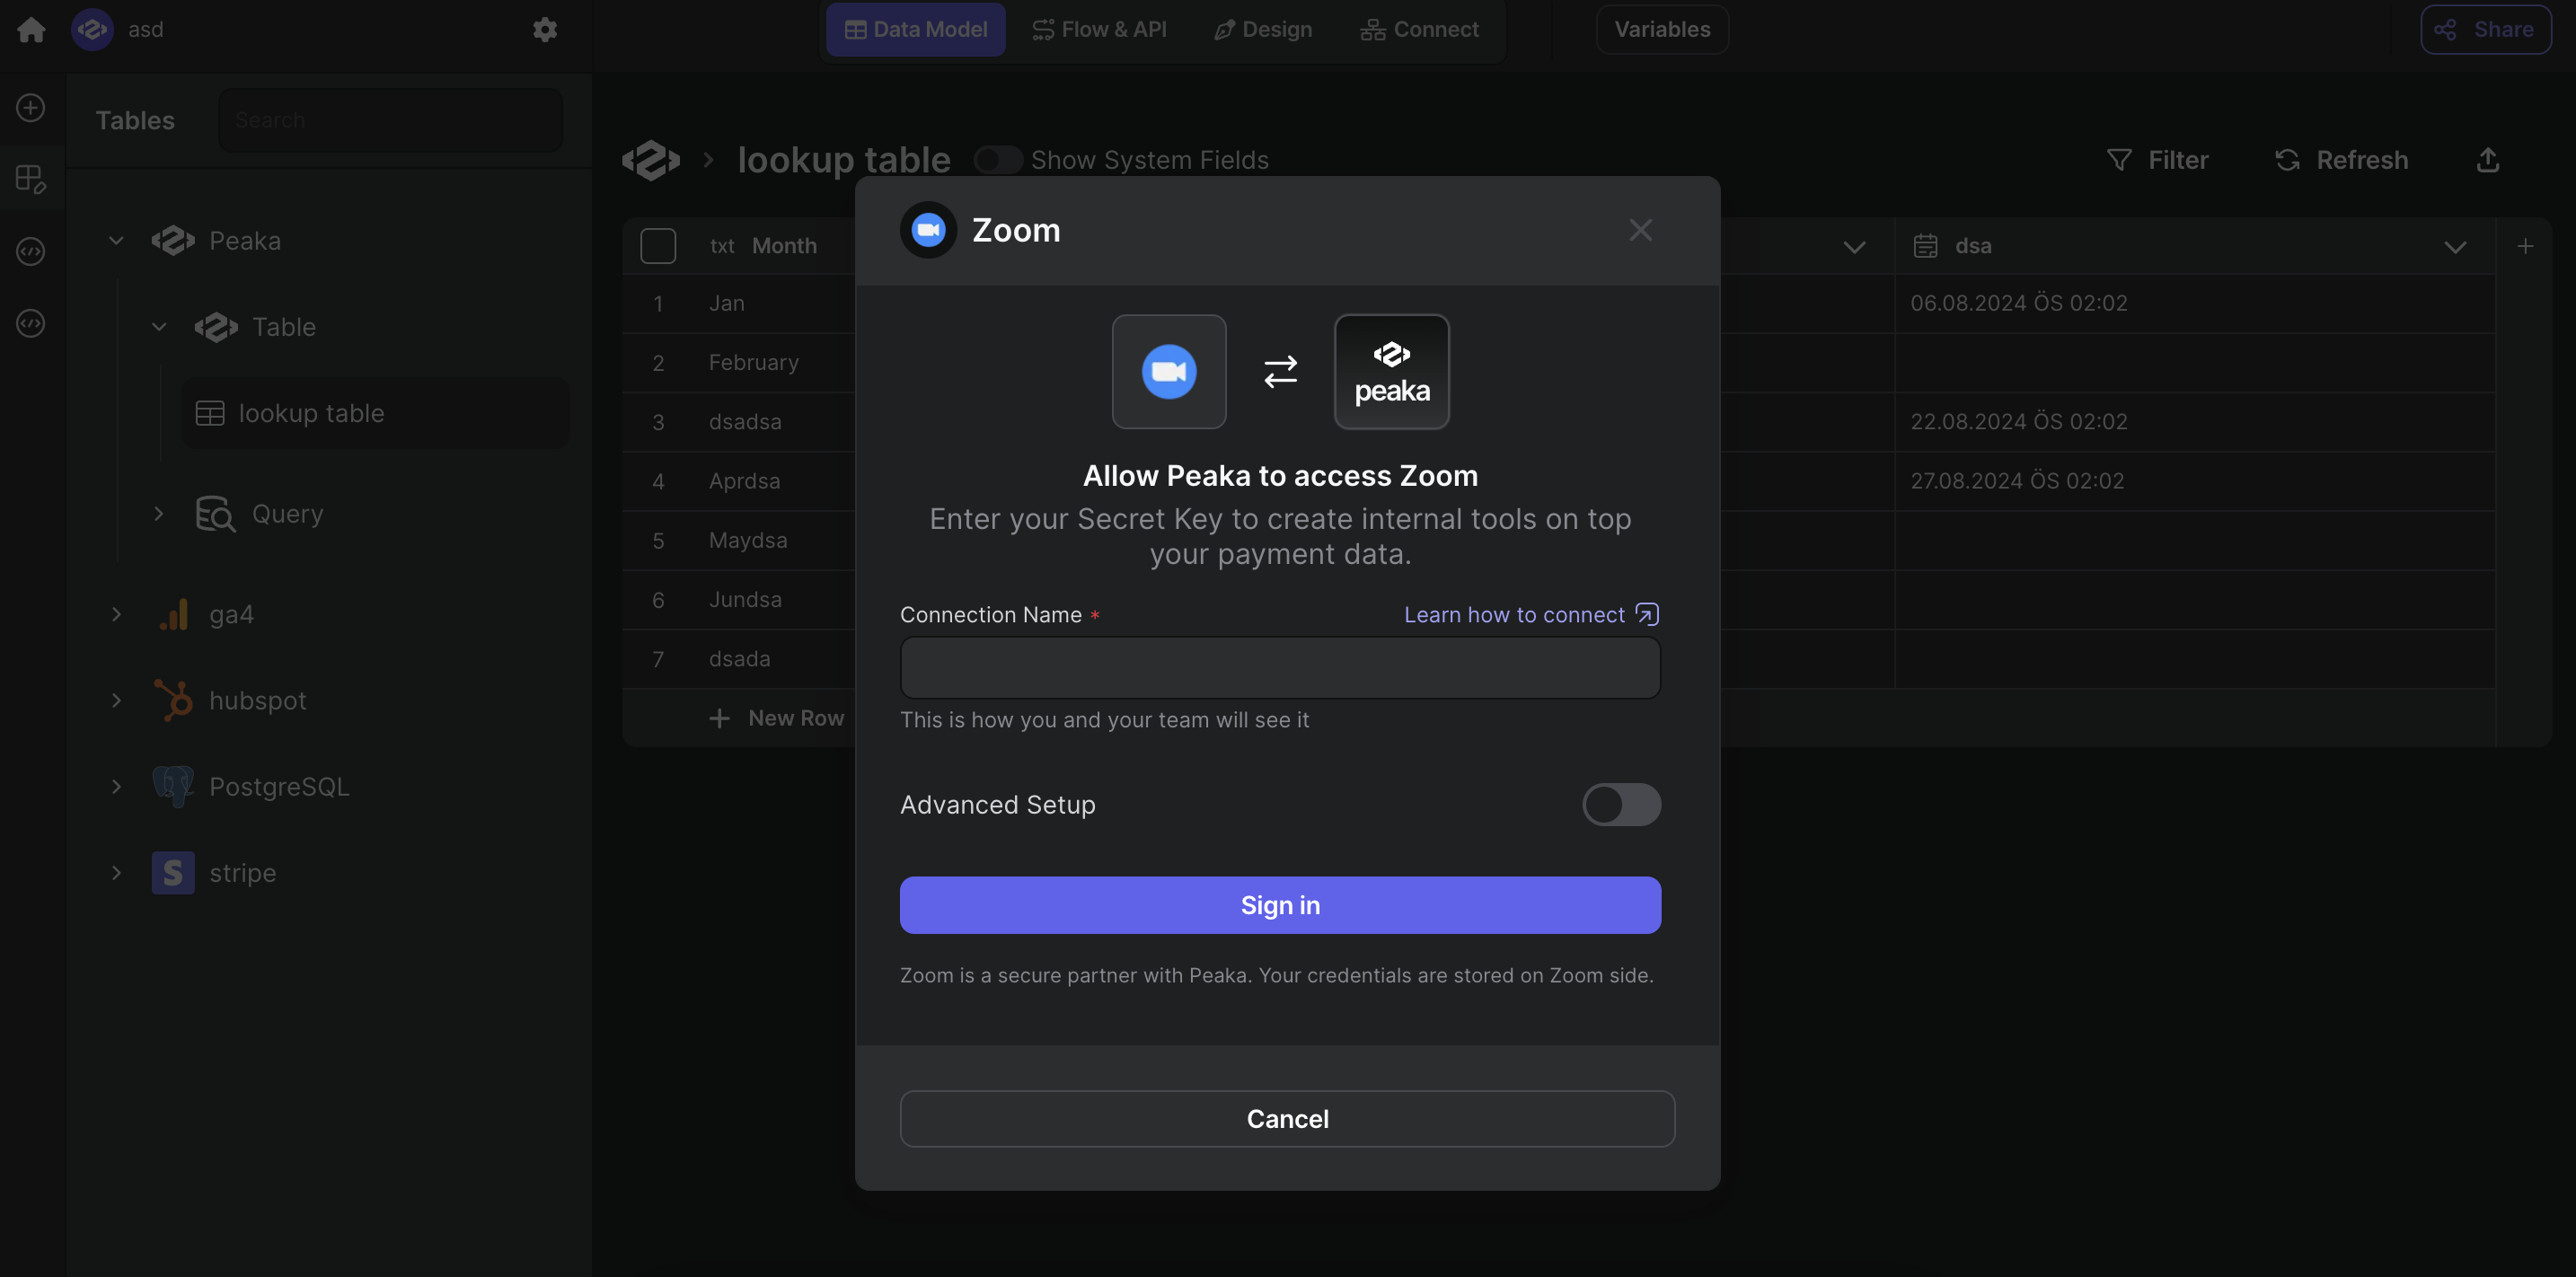 asd
Data Model
Flow & API
Design
Connect
Variables
Share
Tables
Search
Peaka
Table
lookup table
Query
ga4
hubspot
PostgreSQL
stripe
lookup table
Show System Fields
Filter
Refresh
txt Month
dsa
1 Jan
06.08.2024 ÖS 02:02
2 February
3 dsadsa
22.08.2024 ÖS 02:02
4 Aprdsa
27.08.2024 ÖS 02:02
5 Maydsa
6 Jundsa
7 dsada
New Row
Zoom
peaka
Allow Peaka to access Zoom
Enter your Secret Key to create internal tools on top
your payment data.
Connection Name *
Learn how to connect
This is how you and your team will see it
Advanced Setup
Sign in
Zoom is a secure partner with Peaka. Your credentials are stored on Zoom side.
Cancel